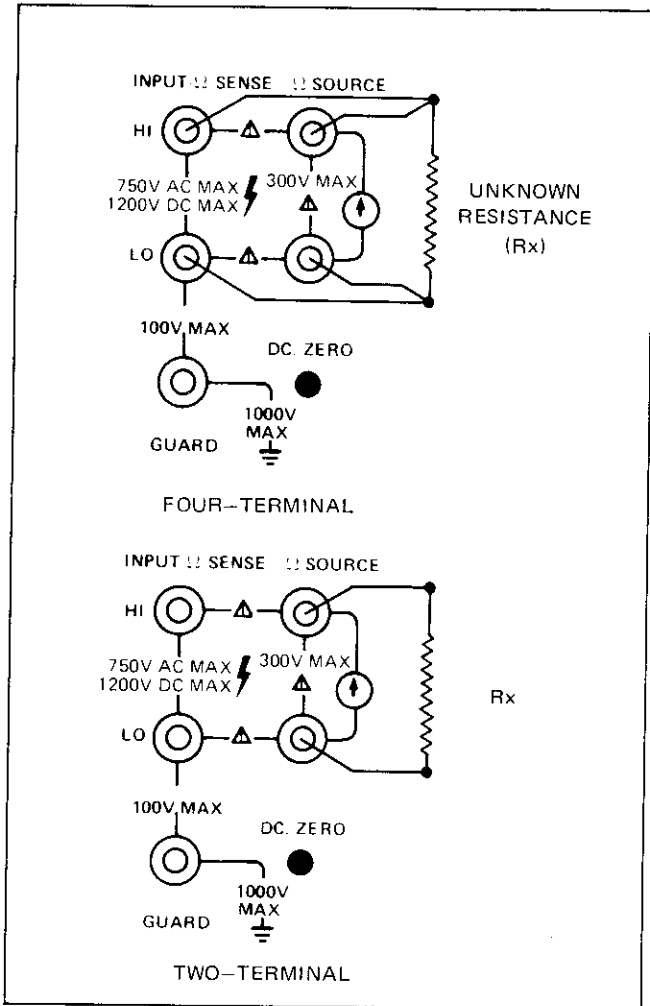 INPUT Ω SENSE Ω SOURCE
HI
750V AC MAX
1200V DC MAX
300V MAX
UNKNOWN
RESISTANCE
(Rx)
LO
100V MAX
DC. ZERO
1000V
MAX
GUARD
FOUR-TERMINAL
INPUT Ω SENSE Ω SOURCE
HI
750V AC MAX
1200V DC MAX
300V MAX
Rx
LO
100V MAX
DC. ZERO
1000V
MAX
GUARD
TWO-TERMINAL